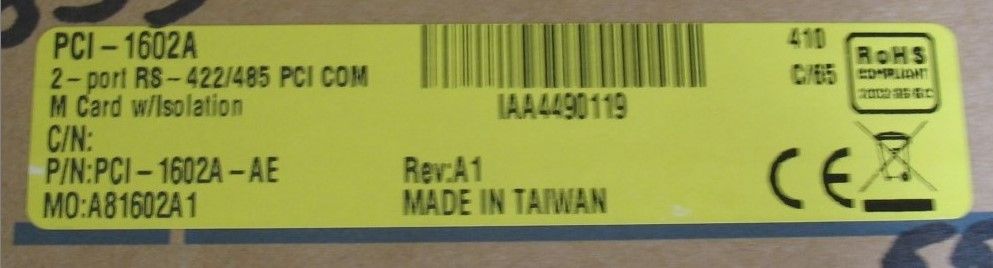 PCI-1602A
2-port RS-422/485 PCI COM
M Card w/Isolation
C/N:
P/N:PCI-1602A-AE
MO:A81602A1
IAA4490119
Rev:A1
MADE IN TAIWAN
410
C/65
RoHS
COMPLIANT
2002/95/EC
CE